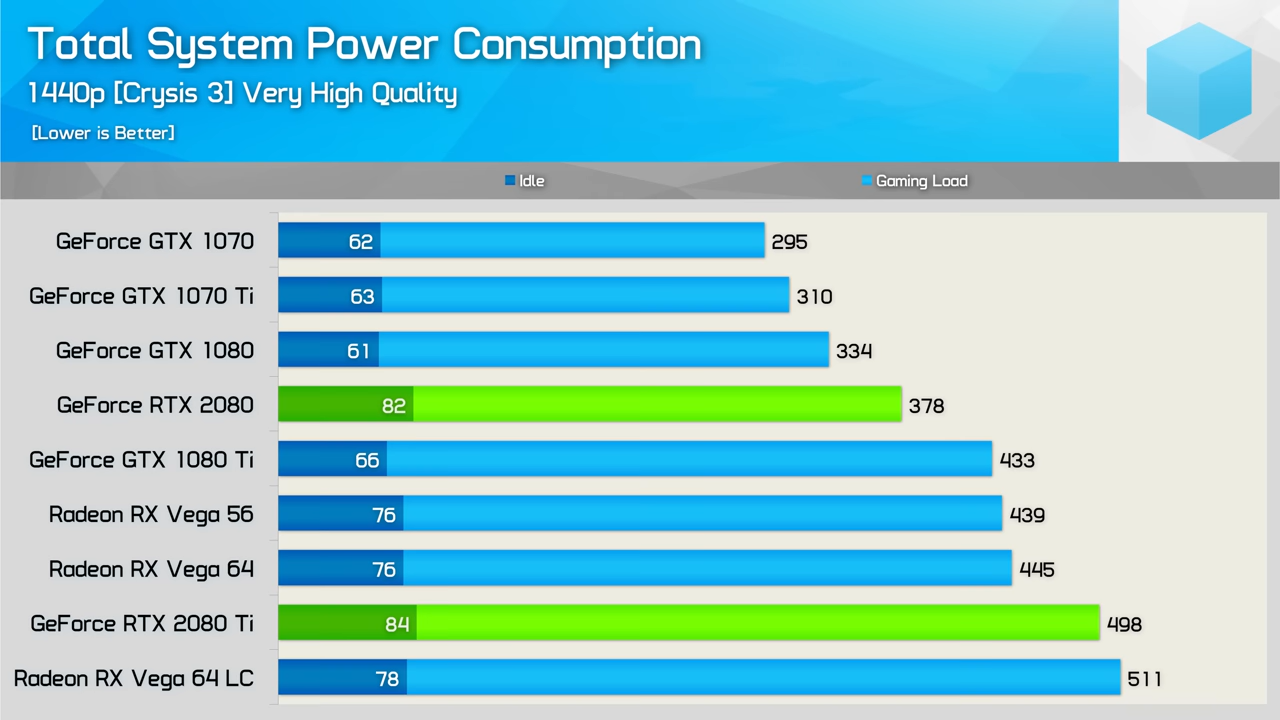 Total System Power Consumption
1440p [Crysis 3] Very High Quality
[Lower is Better]
Idle Gaming Load
GeForce GTX 1070 62 295
GeForce GTX 1070 Ti 63 310
GeForce GTX 1080 61 334
GeForce RTX 2080 82 378
GeForce GTX 1080 Ti 66 433
Radeon RX Vega 56 76 439
Radeon RX Vega 64 76 445
GeForce RTX 2080 Ti 84 498
Radeon RX Vega 64 LC 78 511